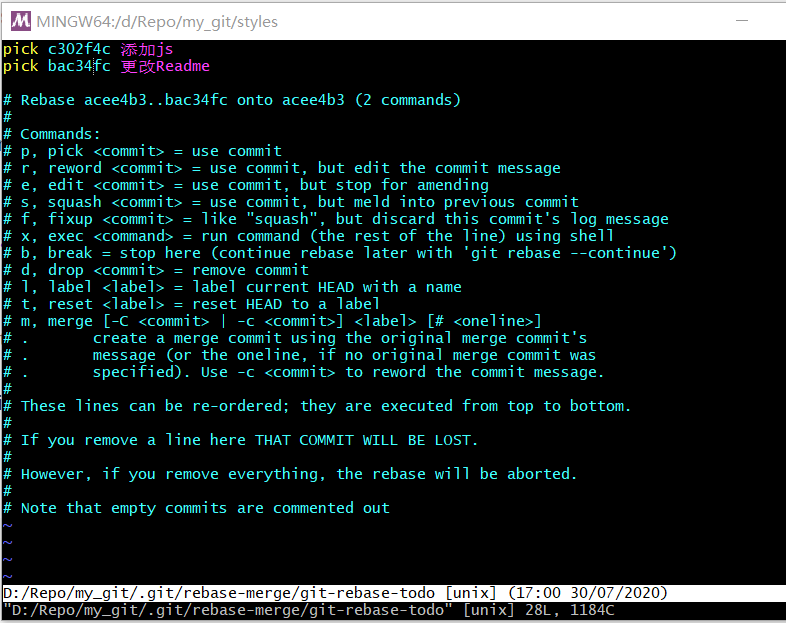 MINGW64:/d/Repo/my_git/styles
pick c302f4c 添加js
pick bac34fc 更改Readme
# Rebase acee4b3..bac34fc onto acee4b3 (2 commands)
#
# Commands:
# p, pick <commit> = use commit
# r, reword <commit> = use commit, but edit the commit message
# e, edit <commit> = use commit, but stop for amending
# s, squash <commit> = use commit, but meld into previous commit
# f, fixup <commit> = like "squash", but discard this commit's log message
# x, exec <command> = run command (the rest of the line) using shell
# b, break = stop here (continue rebase later with 'git rebase --continue')
# d, drop <commit> = remove commit
# l, label <label> = label current HEAD with a name
# t, reset <label> = reset HEAD to a label
# m, merge [-C <commit> | -c <commit>] <label> [# <oneline>]
# .       create a merge commit using the original merge commit's
# .       message (or the oneline, if no original merge commit was
# .       specified). Use -c <commit> to reword the commit message.
#
# These lines can be re-ordered; they are executed from top to bottom.
#
# If you remove a line here THAT COMMIT WILL BE LOST.
#
# However, if you remove everything, the rebase will be aborted.
#
# Note that empty commits are commented out
~
~
~
~
D:/Repo/my_git/.git/rebase-merge/git-rebase-todo [unix] (17:00 30/07/2020)
"D:/Repo/my_git/.git/rebase-merge/git-rebase-todo" [unix] 28L, 1184C